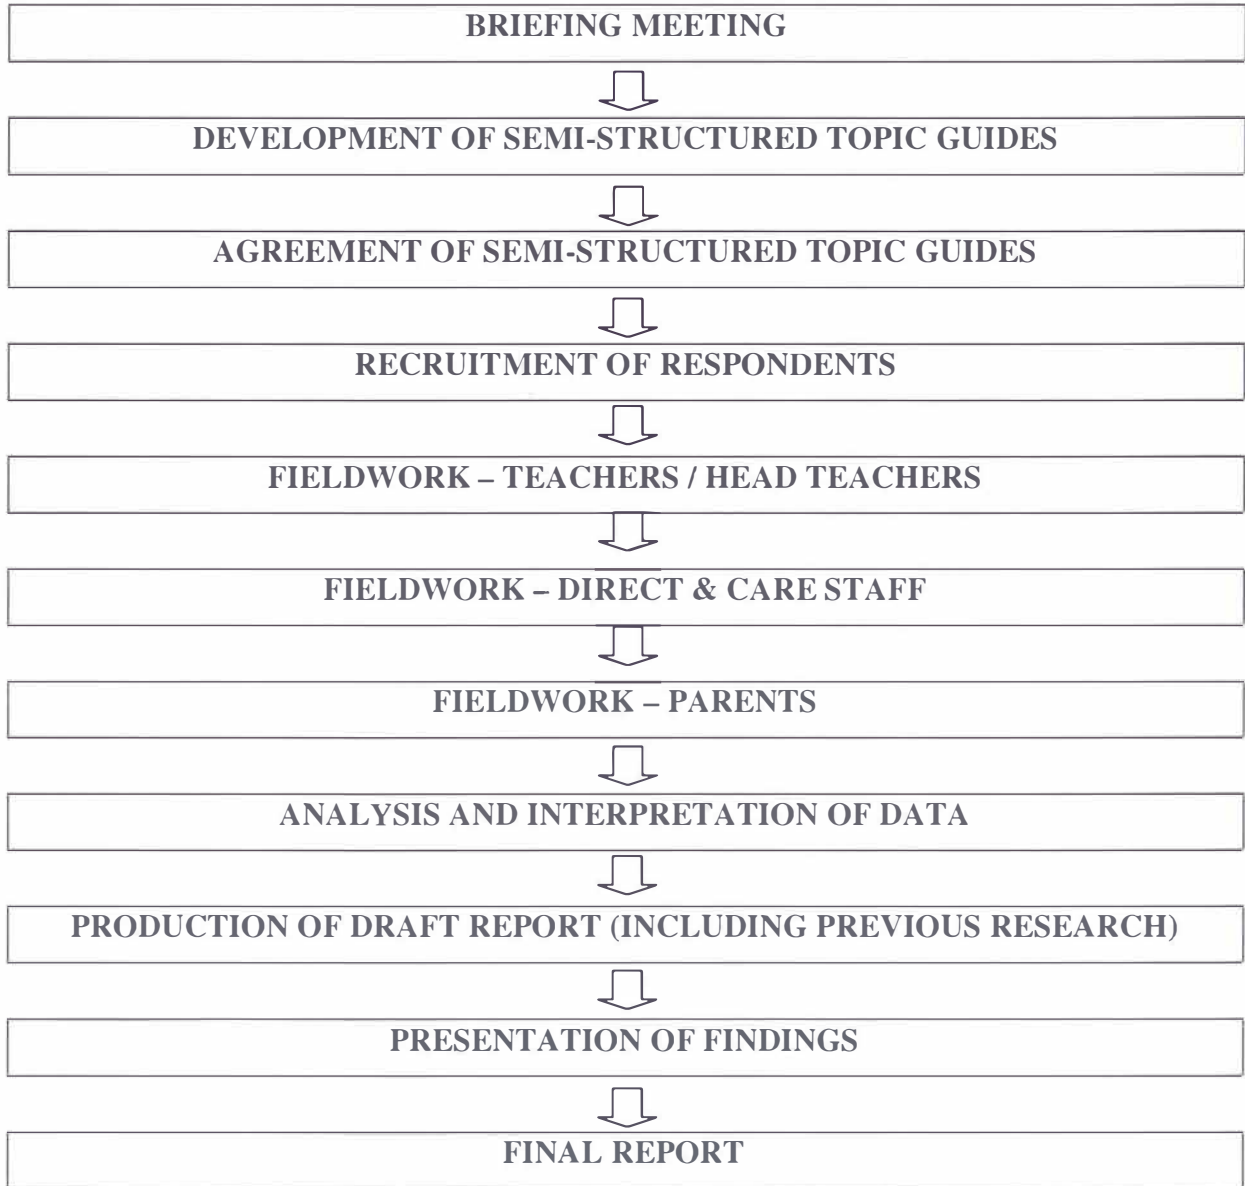 BRIEFING MEETING
DEVELOPMENT OF SEMI-STRUCTURED TOPIC GUIDES
AGREEMENT OF SEMI-STRUCTURED TOPIC GUIDES
RECRUITMENT OF RESPONDENTS
FIELDWORK – TEACHERS / HEAD TEACHERS
FIELDWORK – DIRECT & CARE STAFF
FIELDWORK – PARENTS
ANALYSIS AND INTERPRETATION OF DATA
PRODUCTION OF DRAFT REPORT (INCLUDING PREVIOUS RESEARCH)
PRESENTATION OF FINDINGS
FINAL REPORT